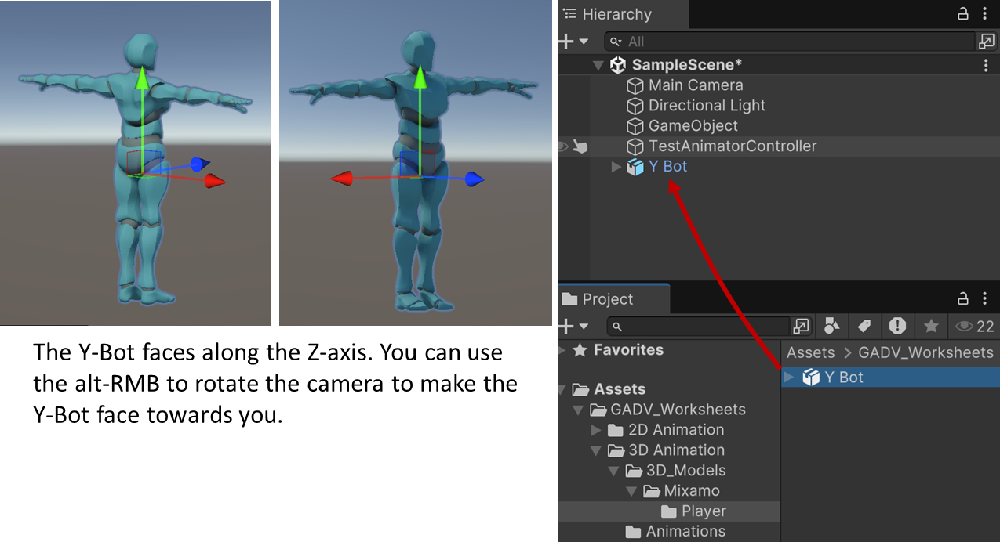 The Y-Bot faces along the Z-axis. You can use
the alt-RMB to rotate the camera to make the
Y-Bot face towards you.
Hierarchy
All
SampleScene*
Main Camera
Directional Light
GameObject
TestAnimatorController
Y Bot
Project
22
Favorites
Assets
GADV_Worksheets
2D Animation
3D Animation
3D_Models
Mixamo
Player
Animations
Assets > GADV_Worksheets
Y Bot